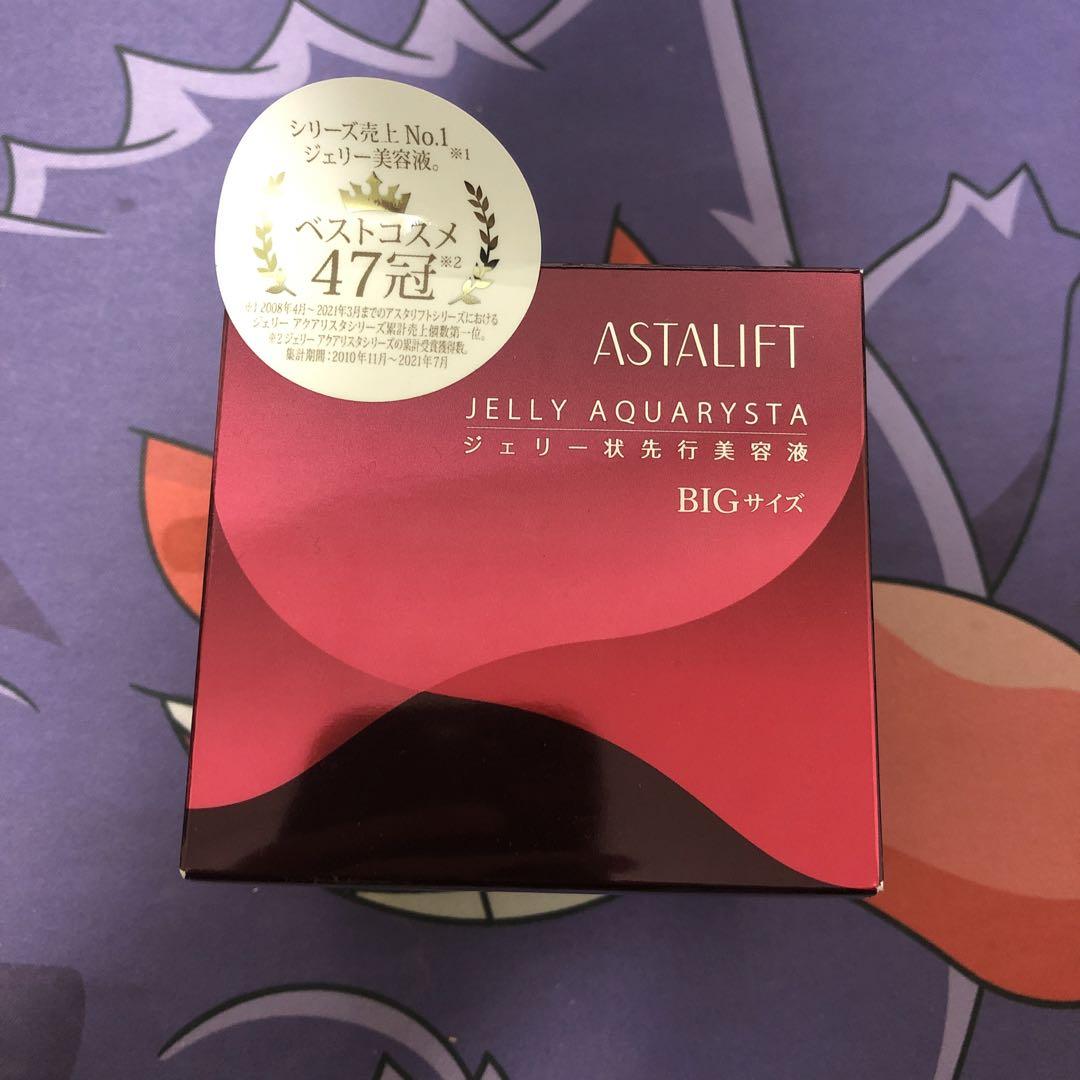 シリーズ売上 No.1
ジェリー美容液。※1
ベストコスメ
47冠※2
※1 2008年4月～2021年3月までのアスタリフトシリーズにおける
ジェリー アクアリスタシリーズ累計売上個数第一位。
※2 ジェリー アクアリスタシリーズの累計受賞獲得数。
集計期間：2010年11月～2021年7月
ASTALIFT
JELLY AQUARYSTA
ジェリー状先行美容液
BIGサイズ